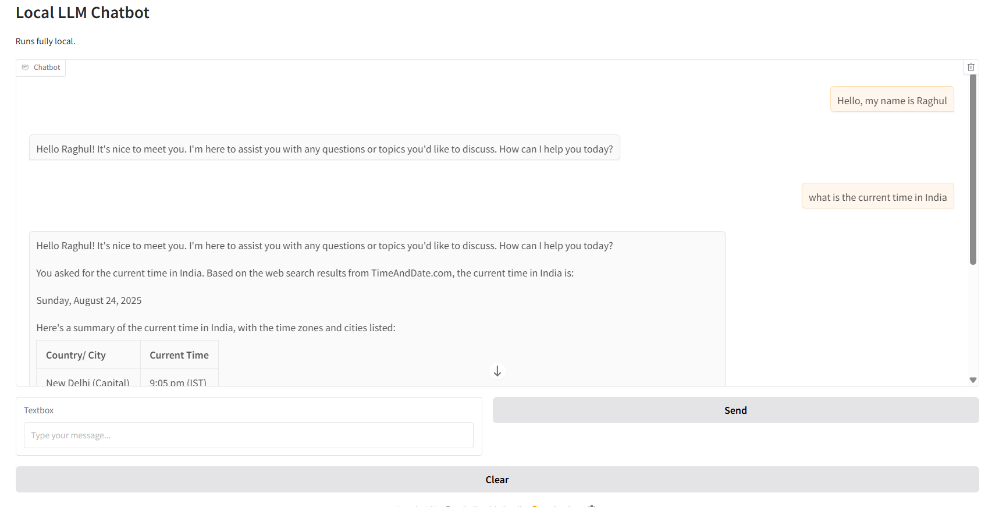 Local LLM Chatbot
Runs fully local.
Chatbot
Hello, my name is Raghul
Hello Raghul! It's nice to meet you. I'm here to assist you with any questions or topics you'd like to discuss. How can I help you today?
what is the current time in India
Hello Raghul! It's nice to meet you. I'm here to assist you with any questions or topics you'd like to discuss. How can I help you today?
You asked for the current time in India. Based on the web search results from TimeAndDate.com, the current time in India is:
Sunday, August 24, 2025
Here's a summary of the current time in India, with the time zones and cities listed:
Country/ City Current Time
New Delhi (Capital) 9:05 pm (IST)
Textbox
Send
Type your message...
Clear